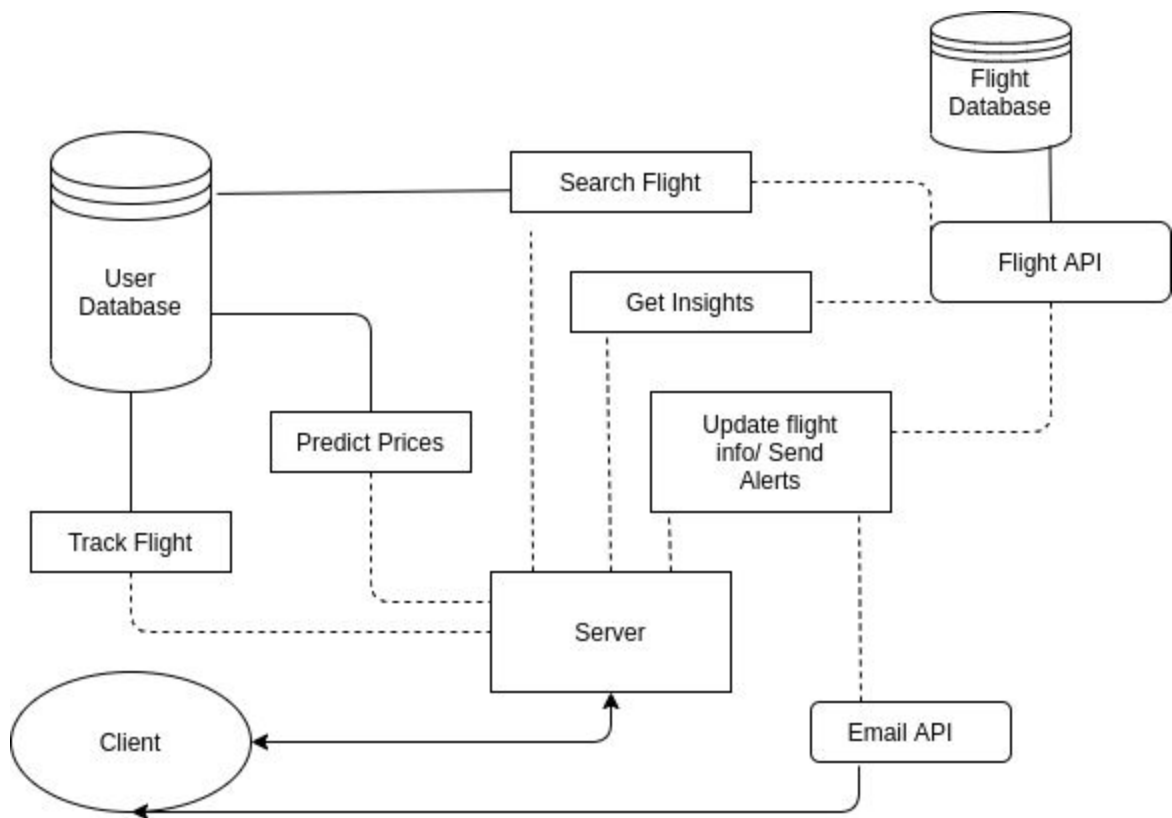 Flight
Database
Search Flight
Flight API
User
Database
Get Insights
Predict Prices
Update flight
info/ Send
Alerts
Track Flight
Server
Client
Email API